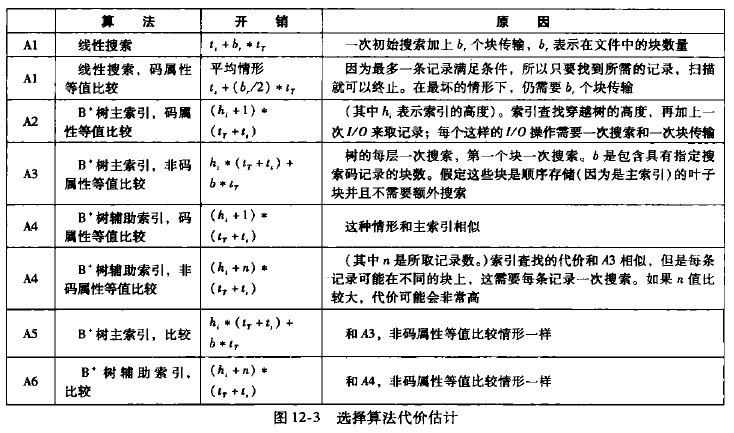 算法 开销 原因
A1 线性搜索 t_s + b_r * t_T 一次初始搜索加上 b_r 个块传输，b_r 表示在文件中的块数量
A1 线性搜索，码属性 平均情形 因为最多一条记录满足条件，所以只要找到所需的记录，扫描
等值比较 t_s + (b_r/2) * t_T 就可以终止。在最坏的情形下，仍需要 b_r 个块传输
A2 B⁺树主索引，码属 (h_i + 1) * （其中 h_i 表示索引的高度）。索引查找穿越树的高度，再加上一
性等值比较 (t_T + t_s) 次 I/O 来取记录；每个这样的 I/O 操作需要一次搜索和一次块传输
A3 B⁺树主索引，非码 h_i * (t_T + t_s) + 树的每层一次搜索，第一个块一次搜索。b 是包含具有指定搜
属性等值比较 b * t_T 索码记录的块数。假定这些块是顺序存储（因为是主索引）的叶子
块并且不需要额外搜索
A4 B⁺树辅助索引，码 (h_i + 1) * 这种情形和主索引相似
属性等值比较 (t_T + t_s)
A4 B⁺树辅助索引，非 (h_i + n) * （其中 n 是所取记录数。）索引查找的代价和 A3 相似，但是每条
码属性等值比较 (t_T + t_s) 记录可能在不同的块上，这需要每条记录一次搜索。如果 n 值比
较大，代价可能会非常高
A5 B⁺树主索引，比较 h_i * (t_T + t_s) + 和 A3，非码属性等值比较情形一样
b * t_T
A6 B⁺树辅助索引， (h_i + n) * 和 A4，非码属性等值比较情形一样
比较 (t_T + t_s)
图 12-3 选择算法代价估计